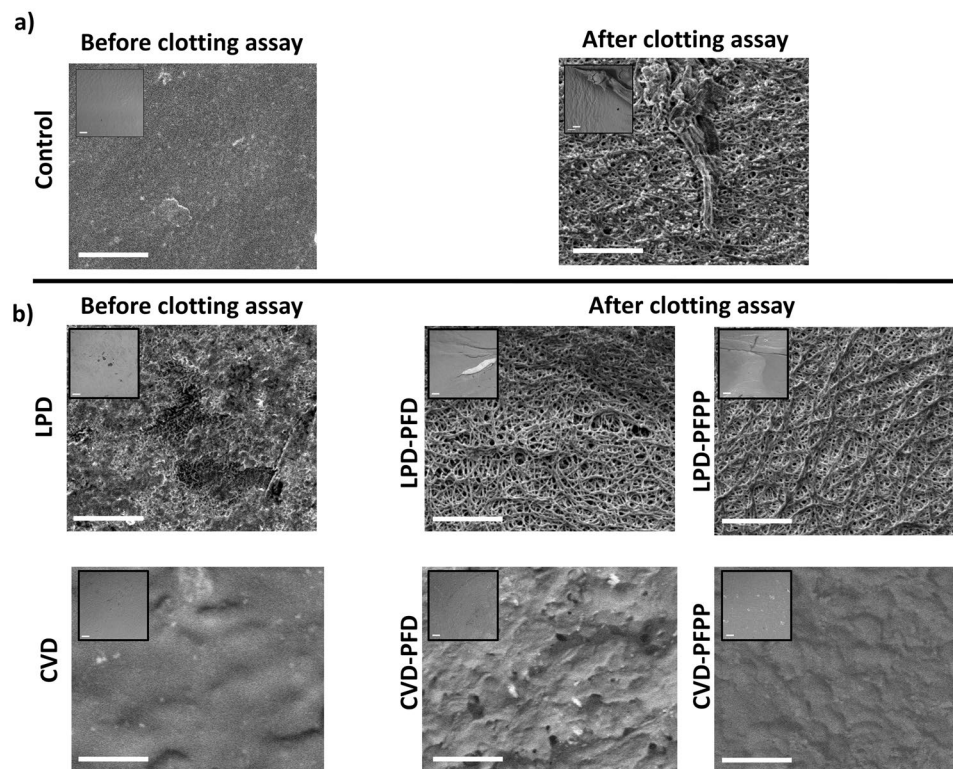 a)
Before clotting assay
After clotting assay
Control
b)
Before clotting assay
After clotting assay
LPD
LPD-PFD
LPD-PFPP
CVD
CVD-PFD
CVD-PFPP